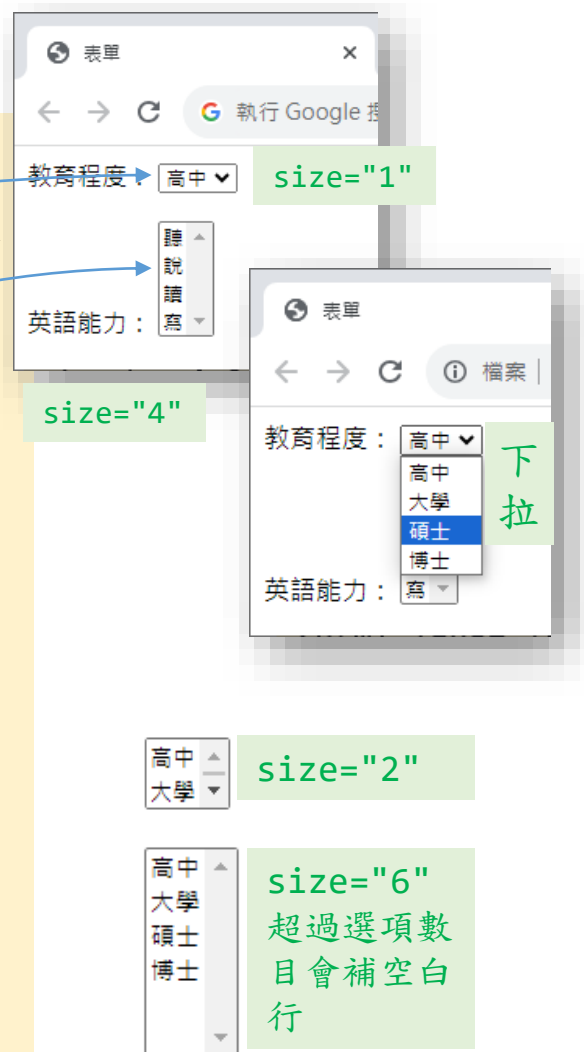 表單
執行 Google
教育程度：
高中
size="1"
聽
說
讀
寫
英語能力：
size="4"
表單
檔案
教育程度：
高中
下拉
高中
大學
碩士
博士
英語能力：
寫
高中
大學
size="2"
高中
大學
碩士
博士
size="6"
超過選項數
目會補空白
行